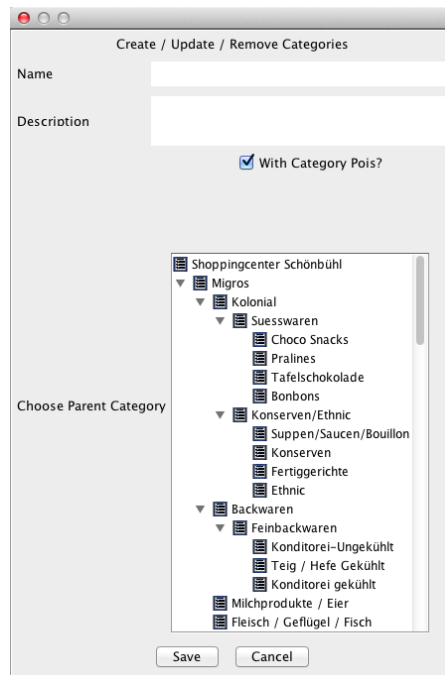 Create / Update / Remove Categories
Name
Description
With Category Pois?
Choose Parent Category
Shoppingcenter Schönbühl
Migros
Kolonial
Suesswaren
Choco Snacks
Pralines
Tafelschokolade
Bonbons
Konserven/Ethnic
Suppen/Saucen/Bouillon
Konserven
Fertiggerichte
Ethnic
Backwaren
Feinbackwaren
Konditorei-Ungekühlt
Teig / Hefe Gekühlt
Konditorei gekühlt
Milchprodukte / Eier
Fleisch / Geflügel / Fisch
Save Cancel